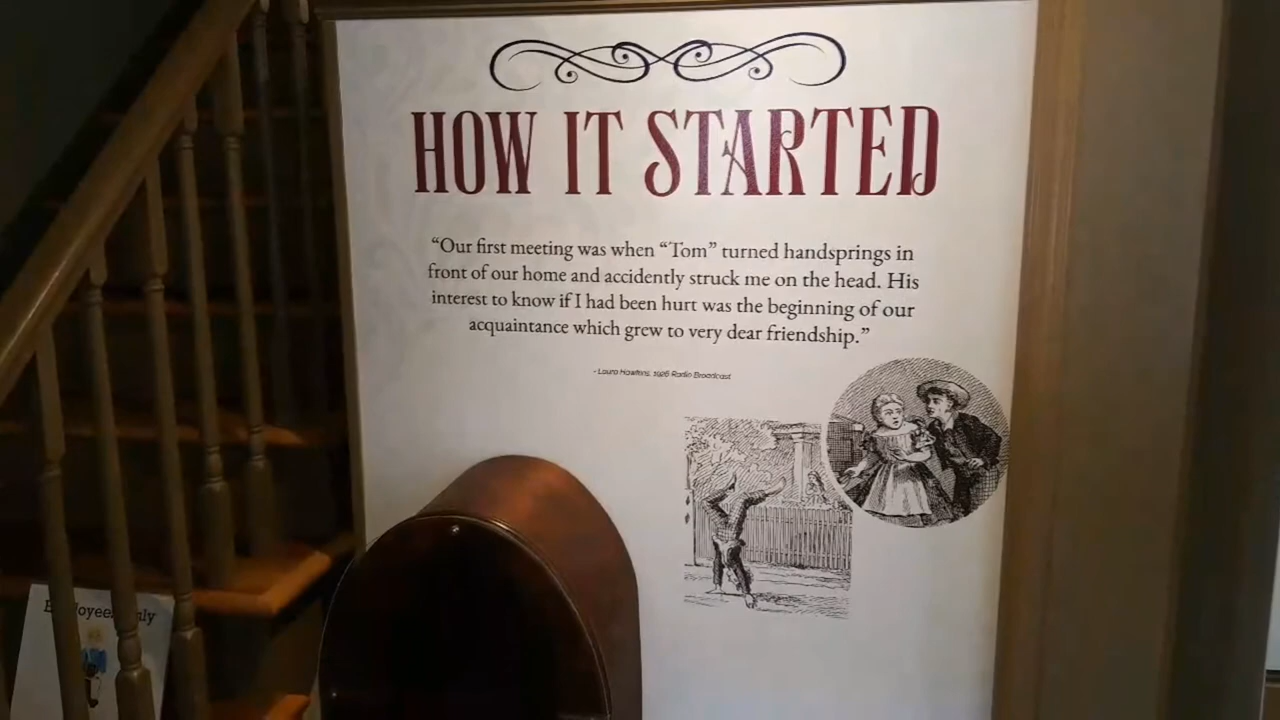 HOW IT STARTED
“Our first meeting was when “Tom” turned handsprings in
front of our home and accidently struck me on the head. His
interest to know if I had been hurt was the beginning of our
acquaintance which grew to very dear friendship.”
- Laura Hawkins, 1926 Radio Broadcast